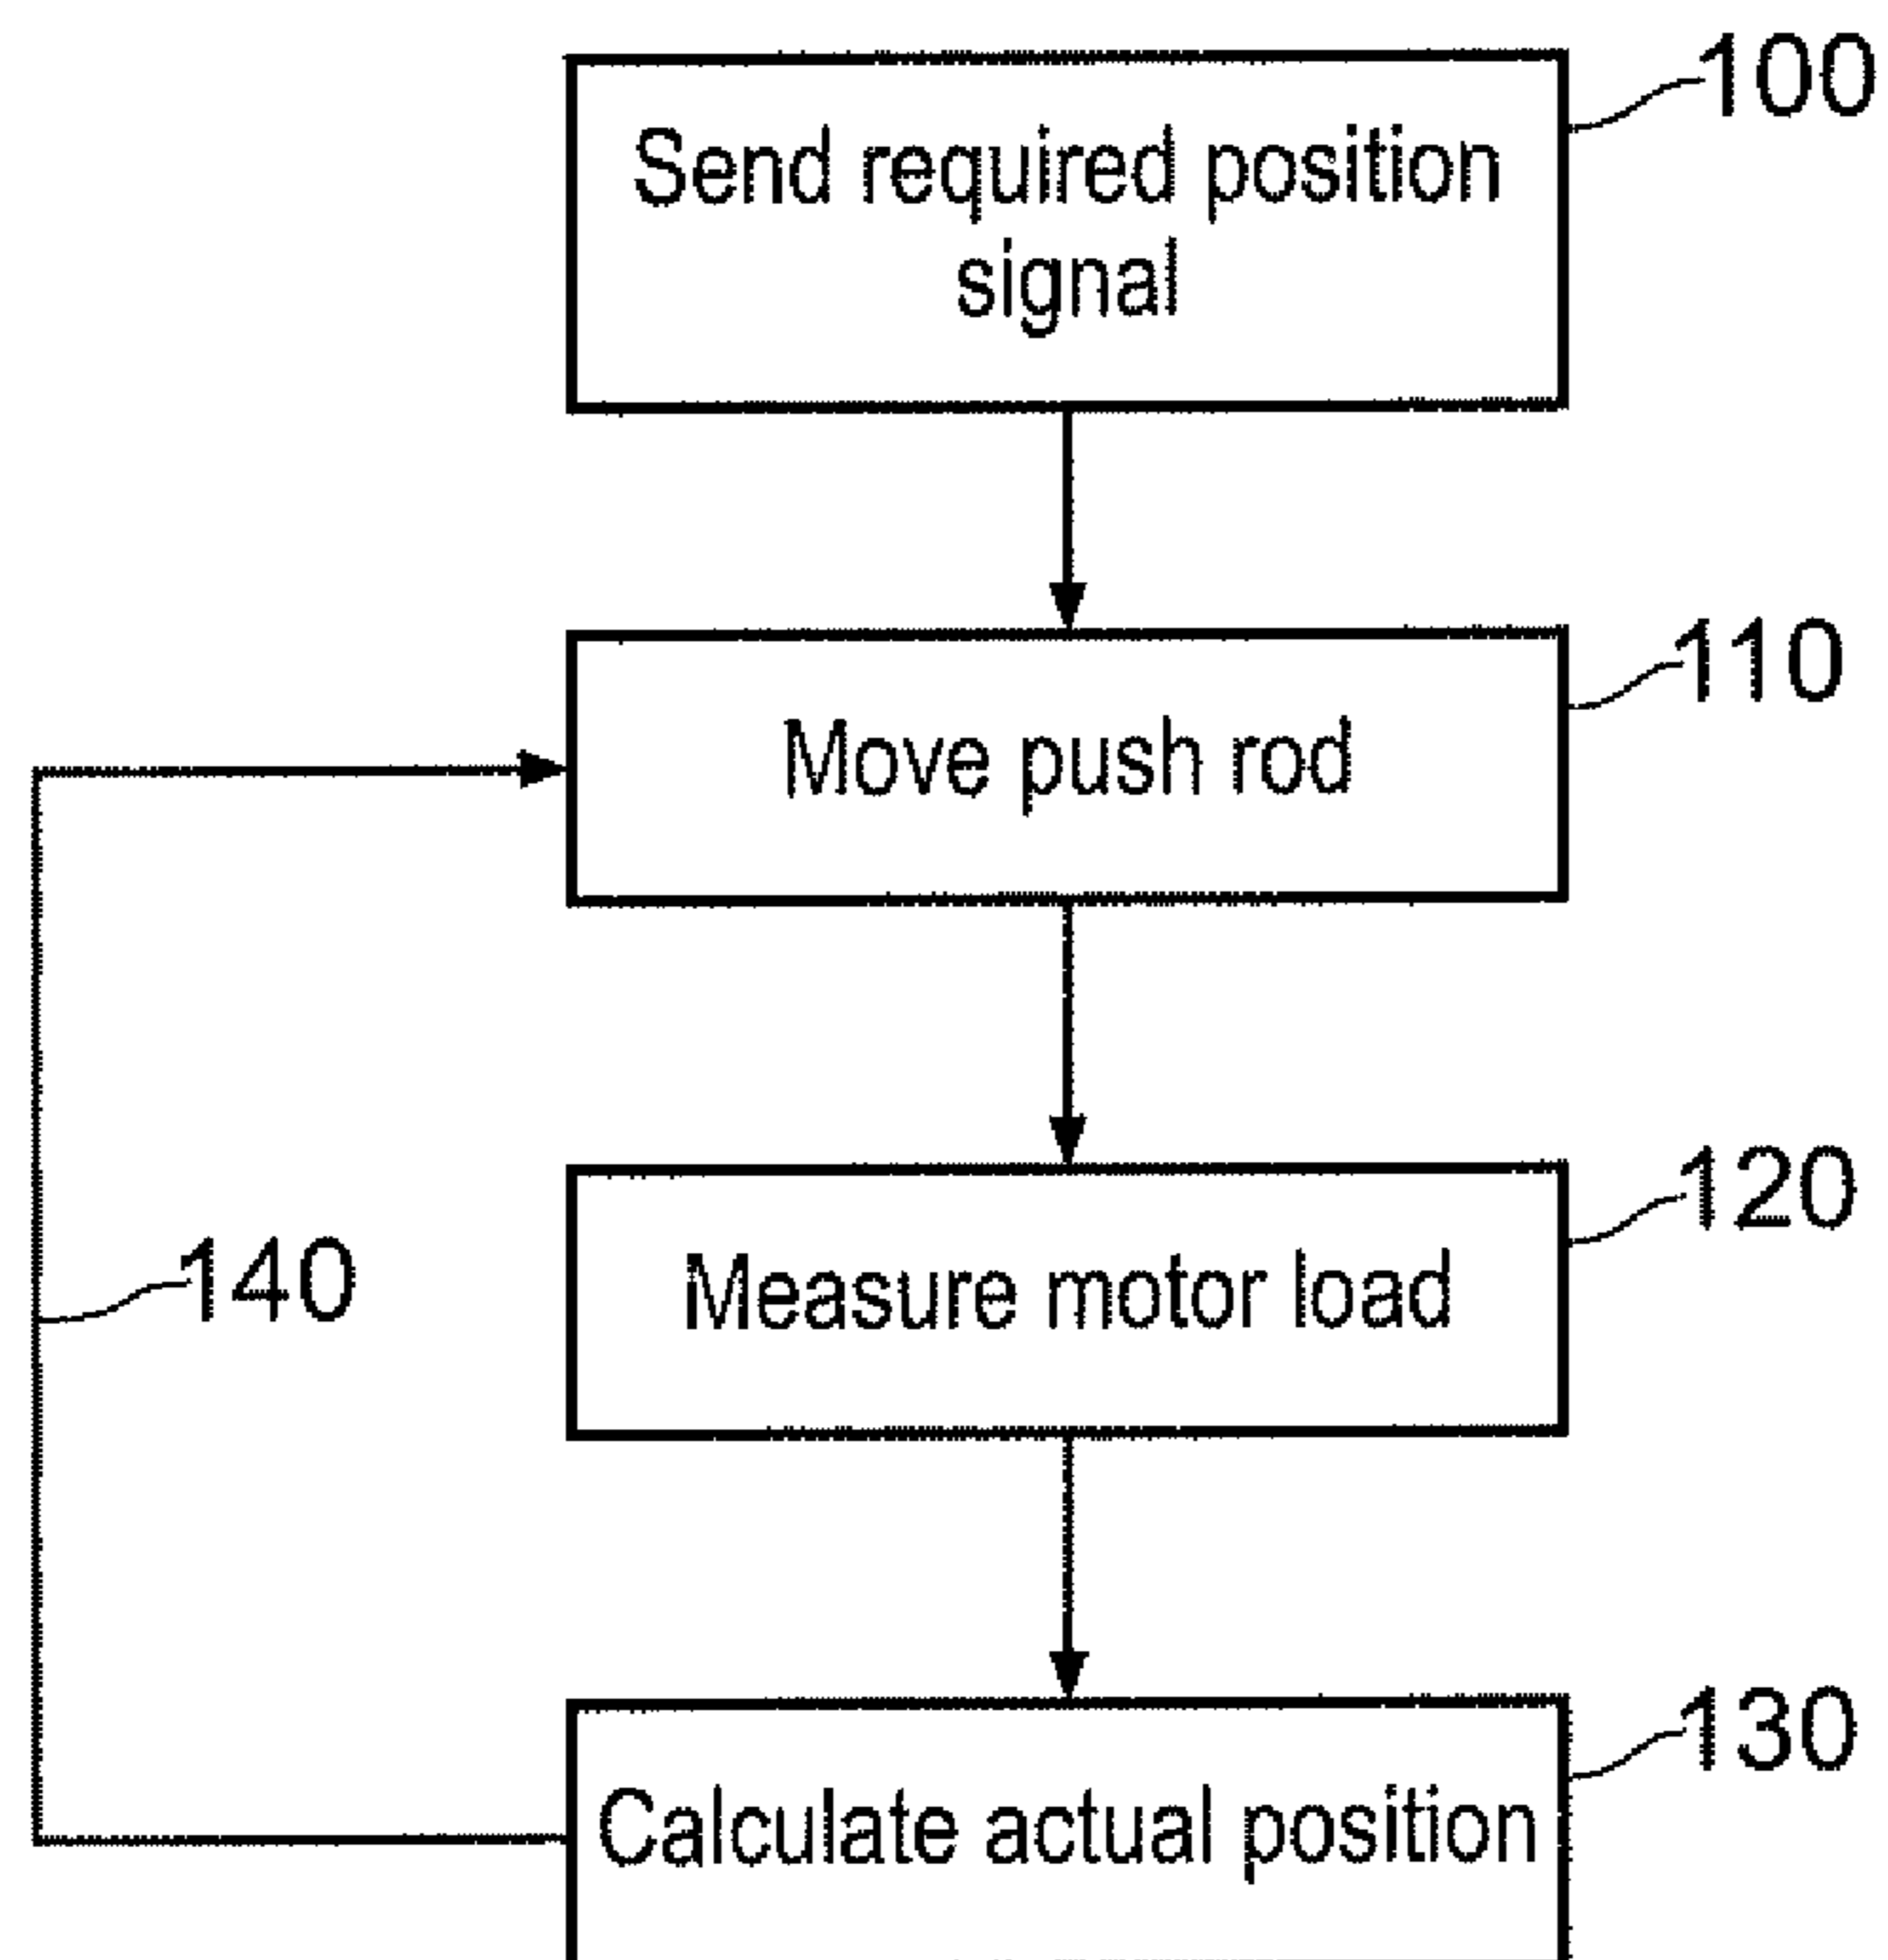 100
Send required position
signal
110
Move push rod
120
Measure motor load
140
130
Calculate actual position